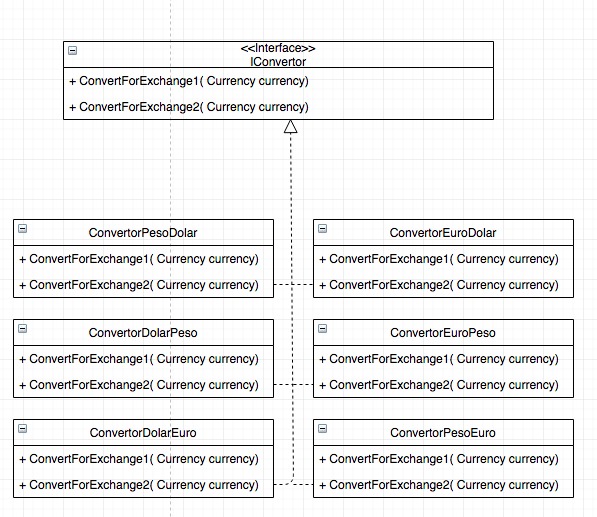 <<Interface>>
IConvertor
+ ConvertForExchange1( Currency currency)
+ ConvertForExchange2( Currency currency)
ConvertorPesoDolar
+ ConvertForExchange1( Currency currency)
+ ConvertForExchange2( Currency currency)
ConvertorEuroDolar
+ ConvertForExchange1( Currency currency)
+ ConvertForExchange2( Currency currency)
ConvertorDolarPeso
+ ConvertForExchange1( Currency currency)
+ ConvertForExchange2( Currency currency)
ConvertorEuroPeso
+ ConvertForExchange1( Currency currency)
+ ConvertForExchange2( Currency currency)
ConvertorDolarEuro
+ ConvertForExchange1( Currency currency)
+ ConvertForExchange2( Currency currency)
ConvertorPesoEuro
+ ConvertForExchange1( Currency currency)
+ ConvertForExchange2( Currency currency)